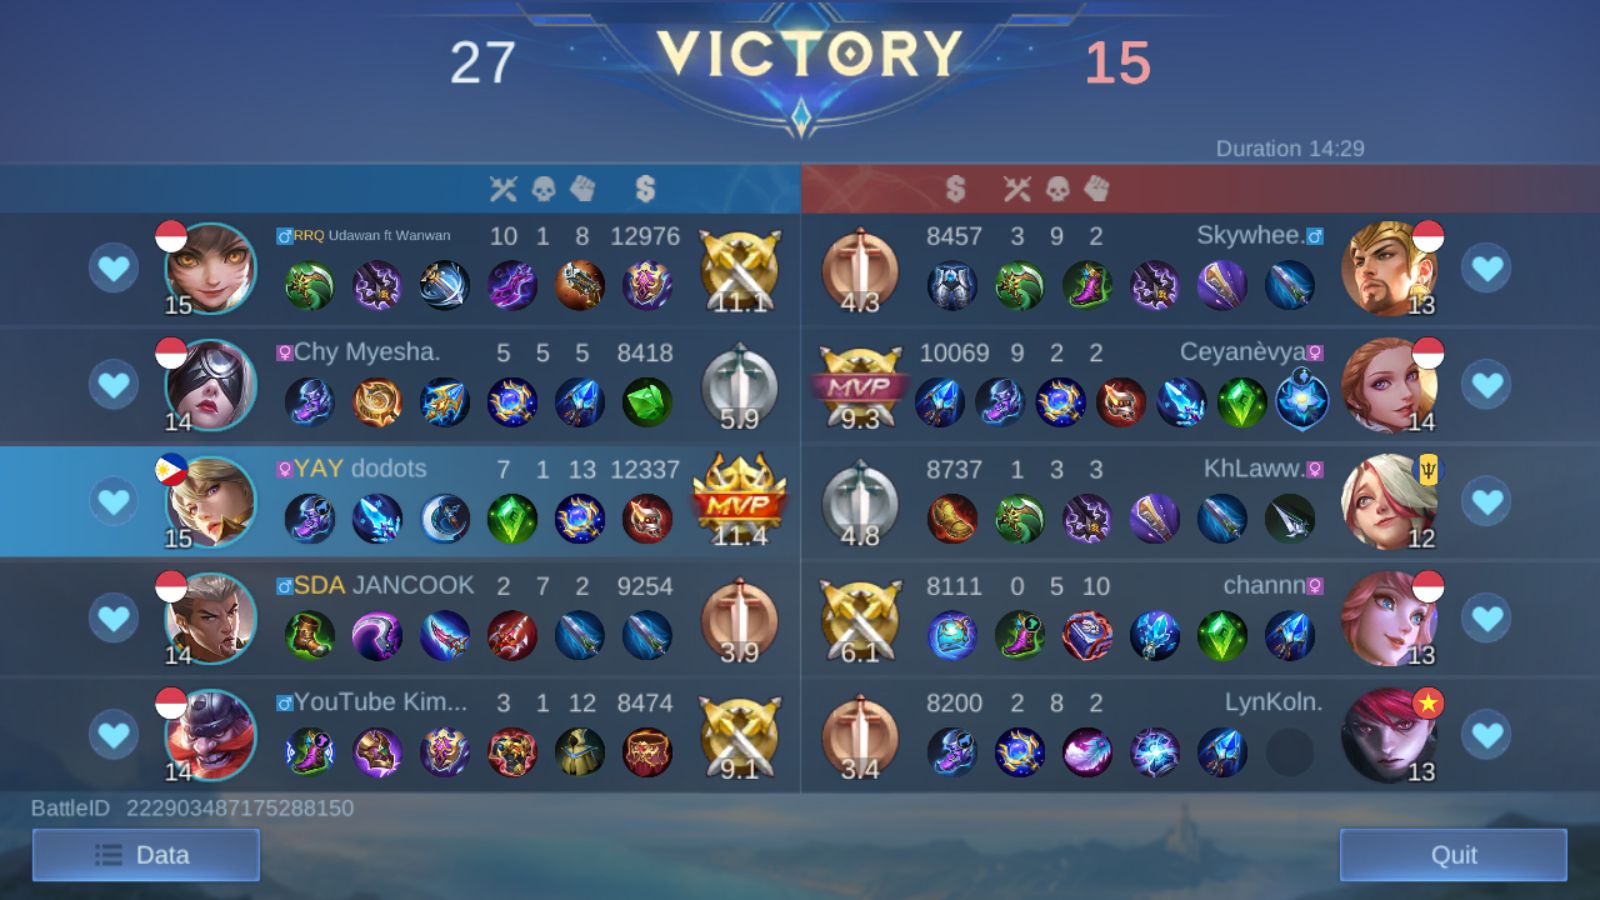 27 VICTORY 15
Duration 14:29
RRQ Udawan ft Wanwan 10 1 8 12976
15 11.1
8457 3 9 2 Skywhee.
4.3 13
Chy Myesha. 5 5 5 8418
14 5.9
10069 9 2 2 Ceyanèvya
MVP
9.3 14
YAY dodots 7 1 13 12337
MVP
15 11.4
8737 1 3 3 KhLaww.
4.8 12
SDA JANCOOK 2 7 2 9254
14 3.9
8111 0 5 10 channn
6.1 13
YouTube Kim... 3 1 12 8474
14 9.1
8200 2 8 2 LynKoln.
3.4 13
BattleID 222903487175288150
Data
Quit